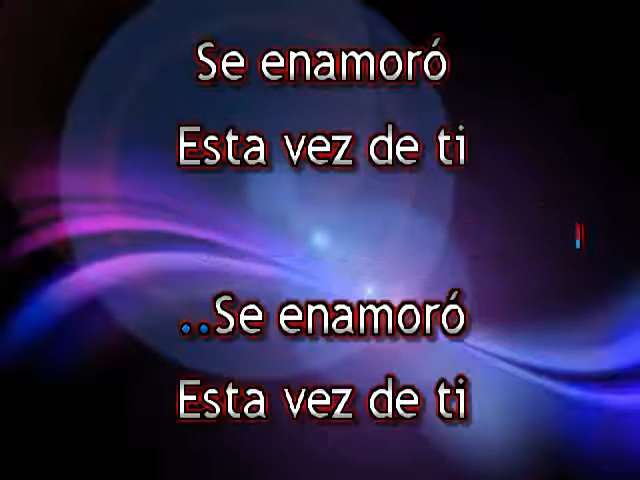 Se enamoró
Esta vez de ti
..Se enamoró
Esta vez de ti